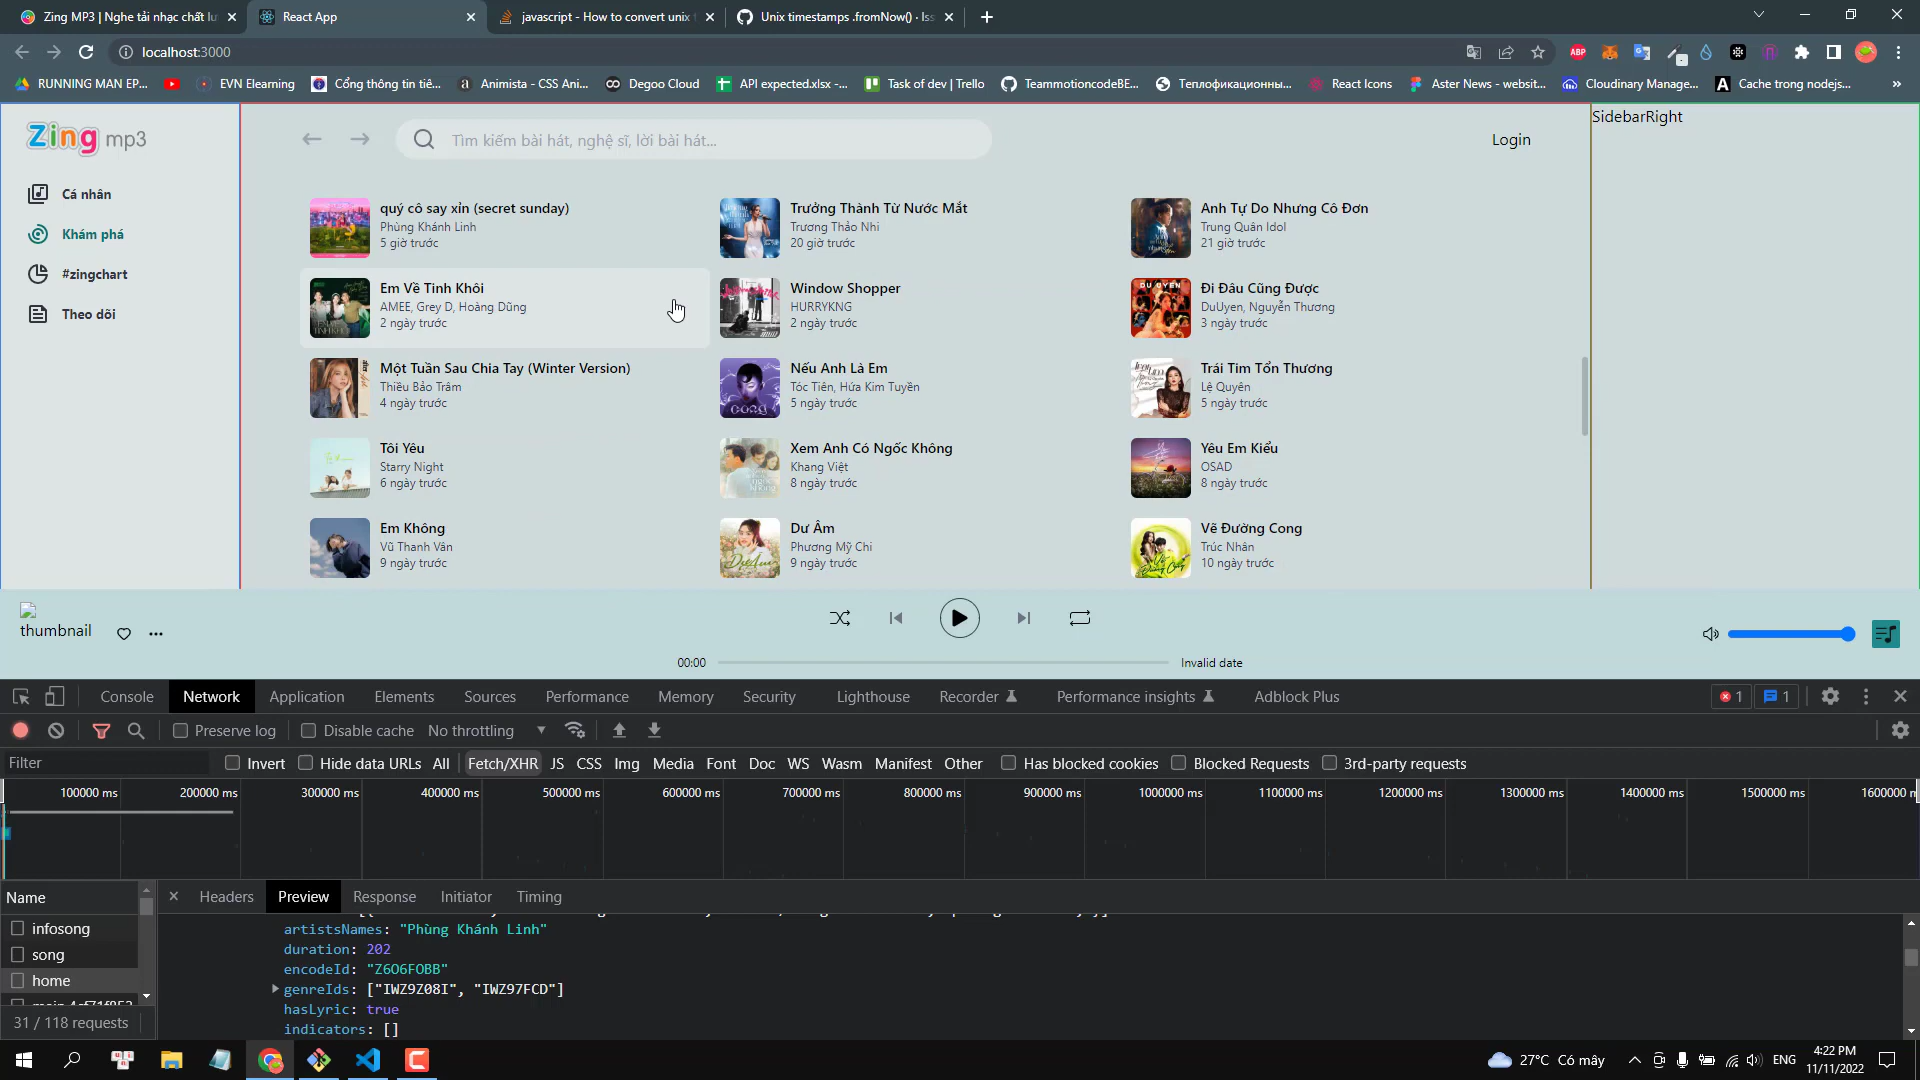 Zing MP3 | Nghe tải nhạc chất lư
React App
javascript - How to convert unix t
Unix timestamps .fromNow() · Iss
localhost:3000
RUNNING MAN EP...
EVN Elearning
Cổng thông tin tiê...
Animista - CSS Ani...
Degoo Cloud
API expected.xlsx -...
Task of dev | Trello
TeammotioncodeBE...
Теплофикационны...
React Icons
Aster News - websit...
Cloudinary Manage...
Cache trong nodejs...
»
Zing mp3
Cá nhân
Khám phá
#zingchart
Theo dõi
Tìm kiếm bài hát, nghệ sĩ, lời bài hát...
Login
SidebarRight
quý cô say xỉn (secret sunday)
Phùng Khánh Linh
5 giờ trước
Trưởng Thành Từ Nước Mắt
Trương Thảo Nhi
20 giờ trước
Anh Tự Do Nhưng Cô Đơn
Trung Quân Idol
21 giờ trước
Em Về Tinh Khôi
AMEE, Grey D, Hoàng Dũng
2 ngày trước
Window Shopper
HURRYKNG
2 ngày trước
DU UYEN
Đi Đâu Cũng Được
DuUyen, Nguyễn Thương
3 ngày trước
Một Tuần Sau Chia Tay (Winter Version)
Thiều Bảo Trâm
4 ngày trước
Nếu Anh Là Em
Tóc Tiên, Hứa Kim Tuyền
5 ngày trước
Trái Tim Tổn Thương
Lệ Quyên
5 ngày trước
Tôi Yêu
Starry Night
6 ngày trước
Xem Anh Có Ngốc Không
Khang Việt
8 ngày trước
Yêu Em Kiểu
OSAD
8 ngày trước
Em Không
Vũ Thanh Vân
9 ngày trước
Dư Âm
Phương Mỹ Chi
9 ngày trước
Vẽ Đường Cong
Trúc Nhân
10 ngày trước
thumbnail
00:00
Invalid date
Console
Network
Application
Elements
Sources
Performance
Memory
Security
Lighthouse
Recorder
Performance insights
Adblock Plus
1
1
Preserve log
Disable cache
No throttling
Filter
Invert
Hide data URLs
All
Fetch/XHR
JS
CSS
Img
Media
Font
Doc
WS
Wasm
Manifest
Other
Has blocked cookies
Blocked Requests
3rd-party requests
100000 ms
200000 ms
300000 ms
400000 ms
500000 ms
600000 ms
700000 ms
800000 ms
900000 ms
1000000 ms
1100000 ms
1200000 ms
1300000 ms
1400000 ms
1500000 ms
1600000 m
Name
Headers
Preview
Response
Initiator
Timing
infosong
song
home
31 / 118 requests
artistsNames: "Phùng Khánh Linh"
duration: 202
encodeId: "Z6O6FOBB"
genreIds: ["IWZ9Z08I", "IWZ97FCD"]
hasLyric: true
indicators: []
27°C Có mây
ENG
4:22 PM
11/11/2022